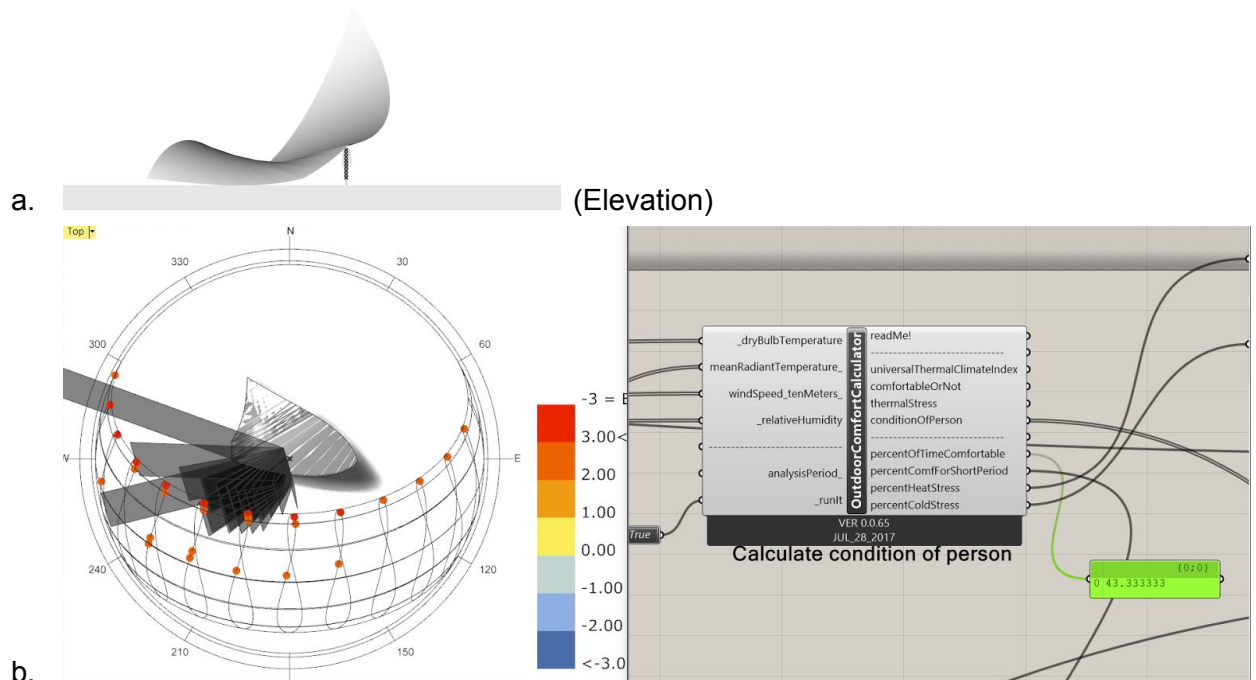 a.
(Elevation)
Top
N
330
30
300
60
W
E
240
120
210
150
-3 = E
3.00<
2.00
1.00
0.00
-1.00
-2.00
<-3.0
b.
_dryBulbTemperature
meanRadiantTemperature_
windSpeed_tenMeters_
_relativeHumidity
analysisPeriod_
_runIt
OutdoorComfortCalculator
readMe!
universalThermalClimateIndex
comfortableOrNot
thermalStress
conditionOfPerson
percentOfTimeComfortable
percentComfForShortPeriod
percentHeatStress
percentColdStress
VER 0.0.65
JUL_28_2017
True
Calculate condition of person
{0;0}
0 43.333333